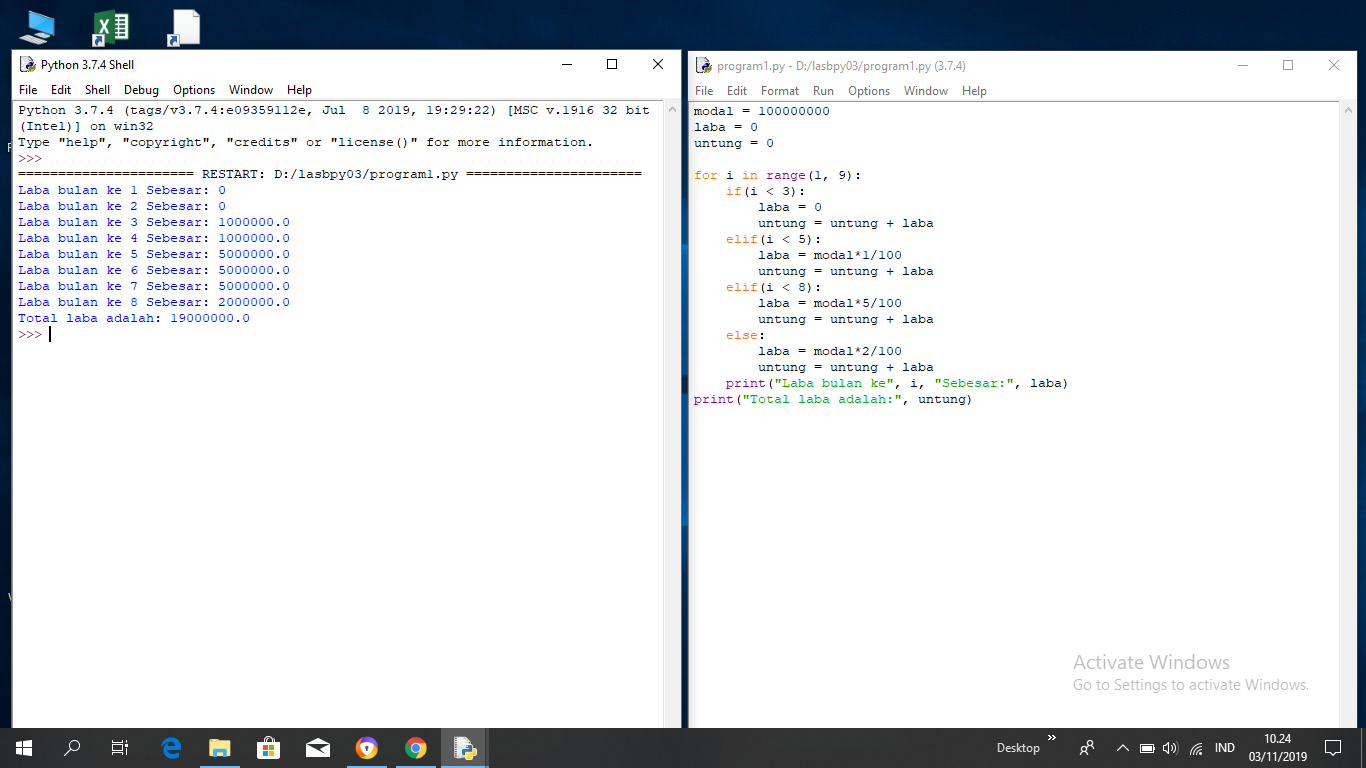 Python 3.7.4 Shell
File Edit Shell Debug Options Window Help
Python 3.7.4 (tags/v3.7.4:e09359112e, Jul  8 2019, 19:29:22) [MSC v.1916 32 bit
(Intel)] on win32
Type "help", "copyright", "credits" or "license()" for more information.
>>>
====================== RESTART: D:/lasbpy03/program1.py ======================
Laba bulan ke 1 Sebesar: 0
Laba bulan ke 2 Sebesar: 0
Laba bulan ke 3 Sebesar: 1000000.0
Laba bulan ke 4 Sebesar: 1000000.0
Laba bulan ke 5 Sebesar: 5000000.0
Laba bulan ke 6 Sebesar: 5000000.0
Laba bulan ke 7 Sebesar: 5000000.0
Laba bulan ke 8 Sebesar: 2000000.0
Total laba adalah: 19000000.0
>>>
program1.py - D:/lasbpy03/program1.py (3.7.4)
File Edit Format Run Options Window Help
modal = 100000000
laba = 0
untung = 0
for i in range(1, 9):
    if(i < 3):
        laba = 0
        untung = untung + laba
    elif(i < 5):
        laba = modal*1/100
        untung = untung + laba
    elif(i < 8):
        laba = modal*5/100
        untung = untung + laba
    else:
        laba = modal*2/100
        untung = untung + laba
    print("Laba bulan ke", i, "Sebesar:", laba)
print("Total laba adalah:", untung)
Activate Windows
Go to Settings to activate Windows.
Desktop
IND
10.24
03/11/2019